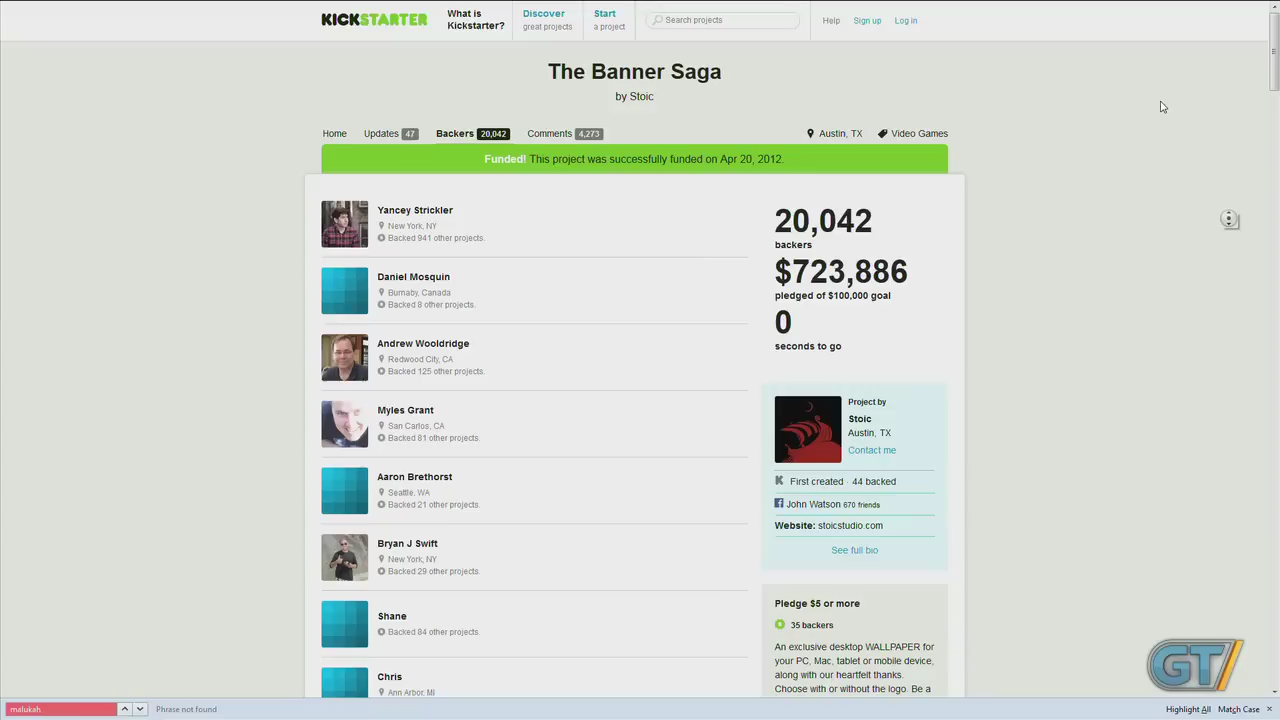 KICKSTARTER
What is
Kickstarter?
Discover
great projects
Start
a project
Search projects
Help
Sign up
Log in
The Banner Saga
by Stoic
Home
Updates 47
Backers 20,042
Comments 4,273
Austin, TX
Video Games
Funded! This project was successfully funded on Apr 20, 2012.
Yancey Strickler
New York, NY
Backed 941 other projects.
Daniel Mosquin
Burnaby, Canada
Backed 8 other projects.
Andrew Wooldridge
Redwood City, CA
Backed 125 other projects.
Myles Grant
San Carlos, CA
Backed 81 other projects.
Aaron Brethorst
Seattle, WA
Backed 21 other projects.
Bryan J Swift
New York, NY
Backed 29 other projects.
Shane
Backed 84 other projects.
Chris
Ann Arbor, MI
20,042
backers
$723,886
pledged of $100,000 goal
0
seconds to go
Project by
Stoic
Austin, TX
Contact me
First created · 44 backed
John Watson 670 friends
Website: stoicstudio.com
See full bio
Pledge $5 or more
35 backers
An exclusive desktop WALLPAPER for
your PC, Mac, tablet or mobile device,
along with our heartfelt thanks.
Choose with or without the logo. Be a
GT
malukah
Phrase not found
Highlight All
Match Case